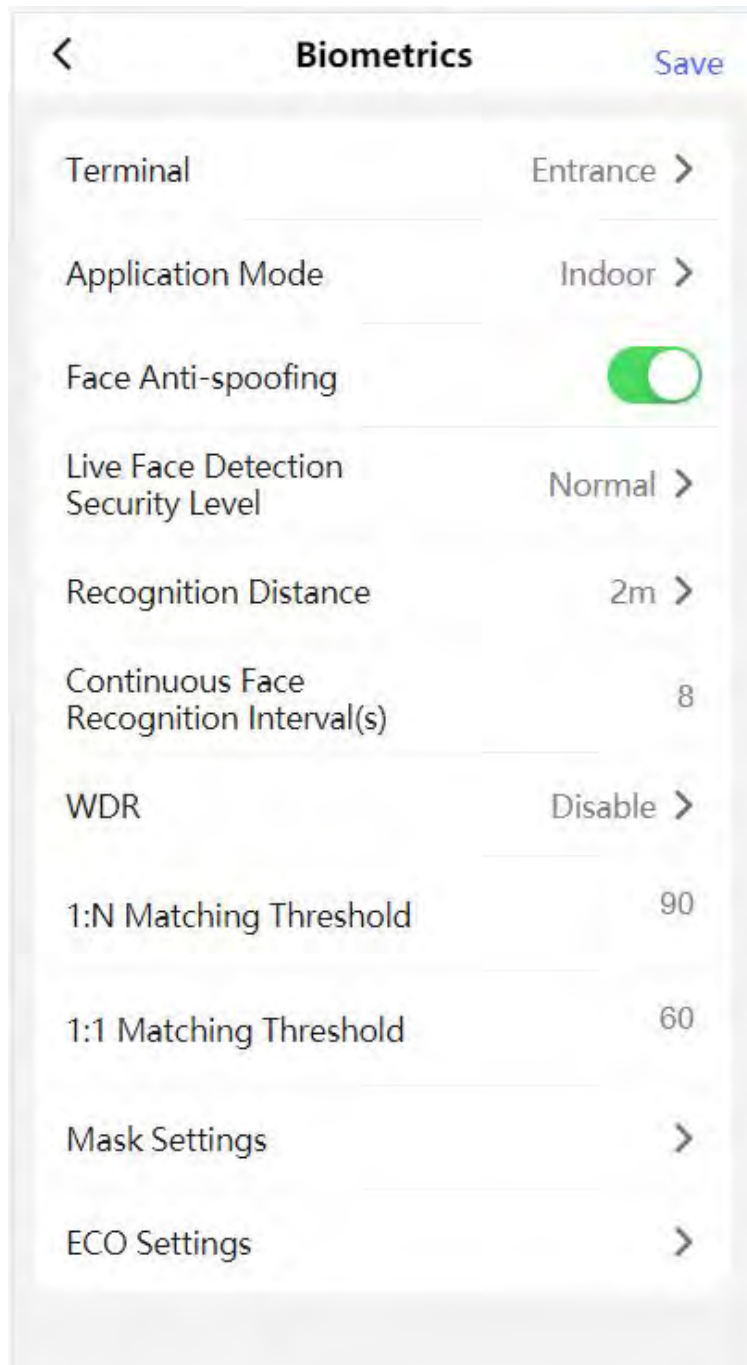 Biometrics
Save
Terminal
Entrance
Application Mode
Indoor
Face Anti-spoofing
Live Face Detection
Security Level
Normal
Recognition Distance
2m
Continuous Face
Recognition Interval(s)
8
WDR
Disable
1:N Matching Threshold
90
1:1 Matching Threshold
60
Mask Settings
ECO Settings